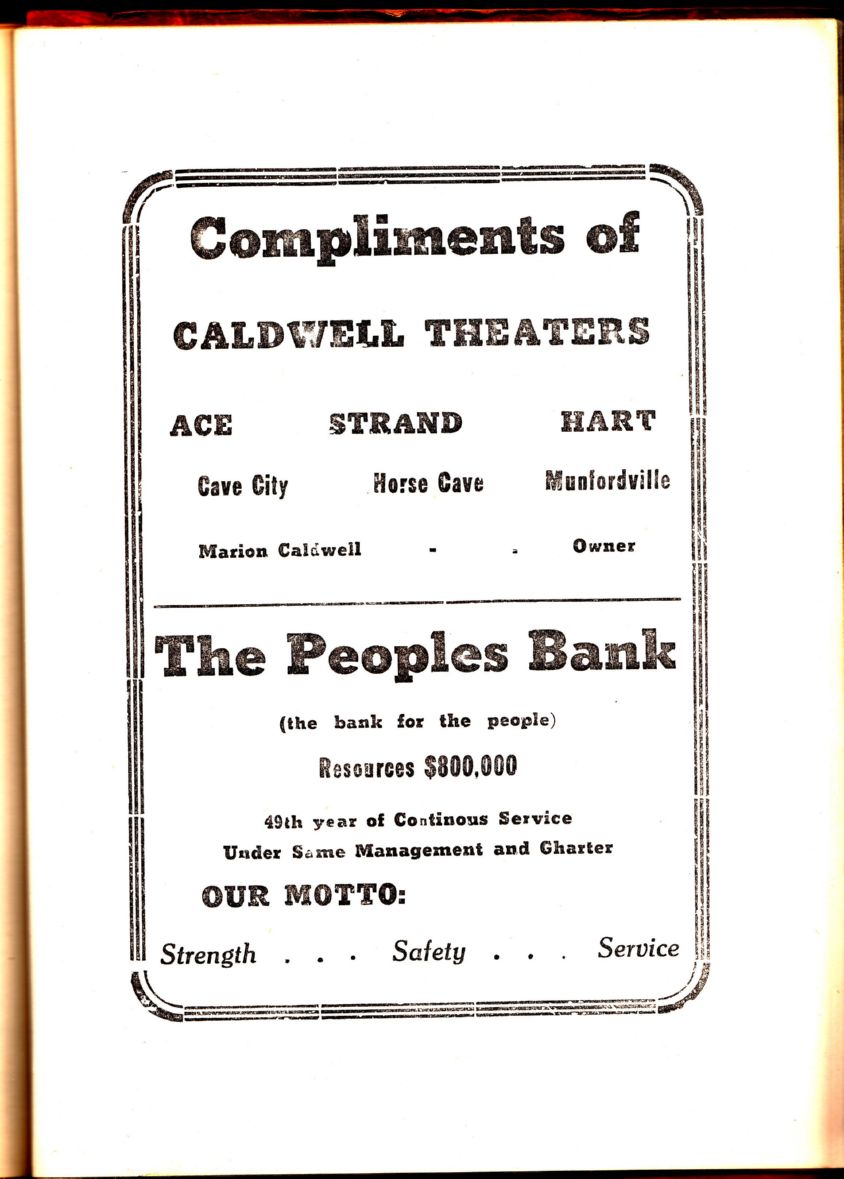 Compliments of
CALDWELL THEATERS
ACE STRAND HART
Cave City Horse Cave Munfordville
Marion Caldwell - - Owner
The Peoples Bank
(the bank for the people)
Resources $800,000
49th year of Continous Service
Under Same Management and Gharter
OUR MOTTO:
Strength . . . Safety . . . Service